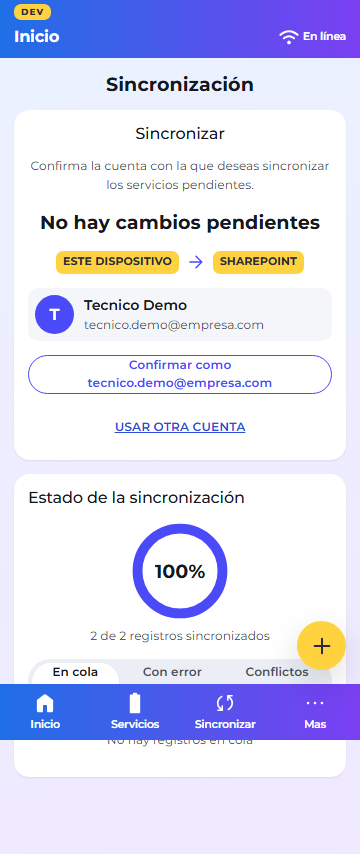 DEV
Inicio
En línea
Sincronización
Sincronizar
Confirma la cuenta con la que deseas sincronizar
los servicios pendientes.
No hay cambios pendientes
ESTE DISPOSITIVO
SHAREPOINT
T
Tecnico Demo
tecnico.demo@empresa.com
Confirmar como
tecnico.demo@empresa.com
USAR OTRA CUENTA
Estado de la sincronización
100%
2 de 2 registros sincronizados
En cola
Con error
Conflictos
Inicio
Servicios
Sincronizar
Mas
No hay registros en cola